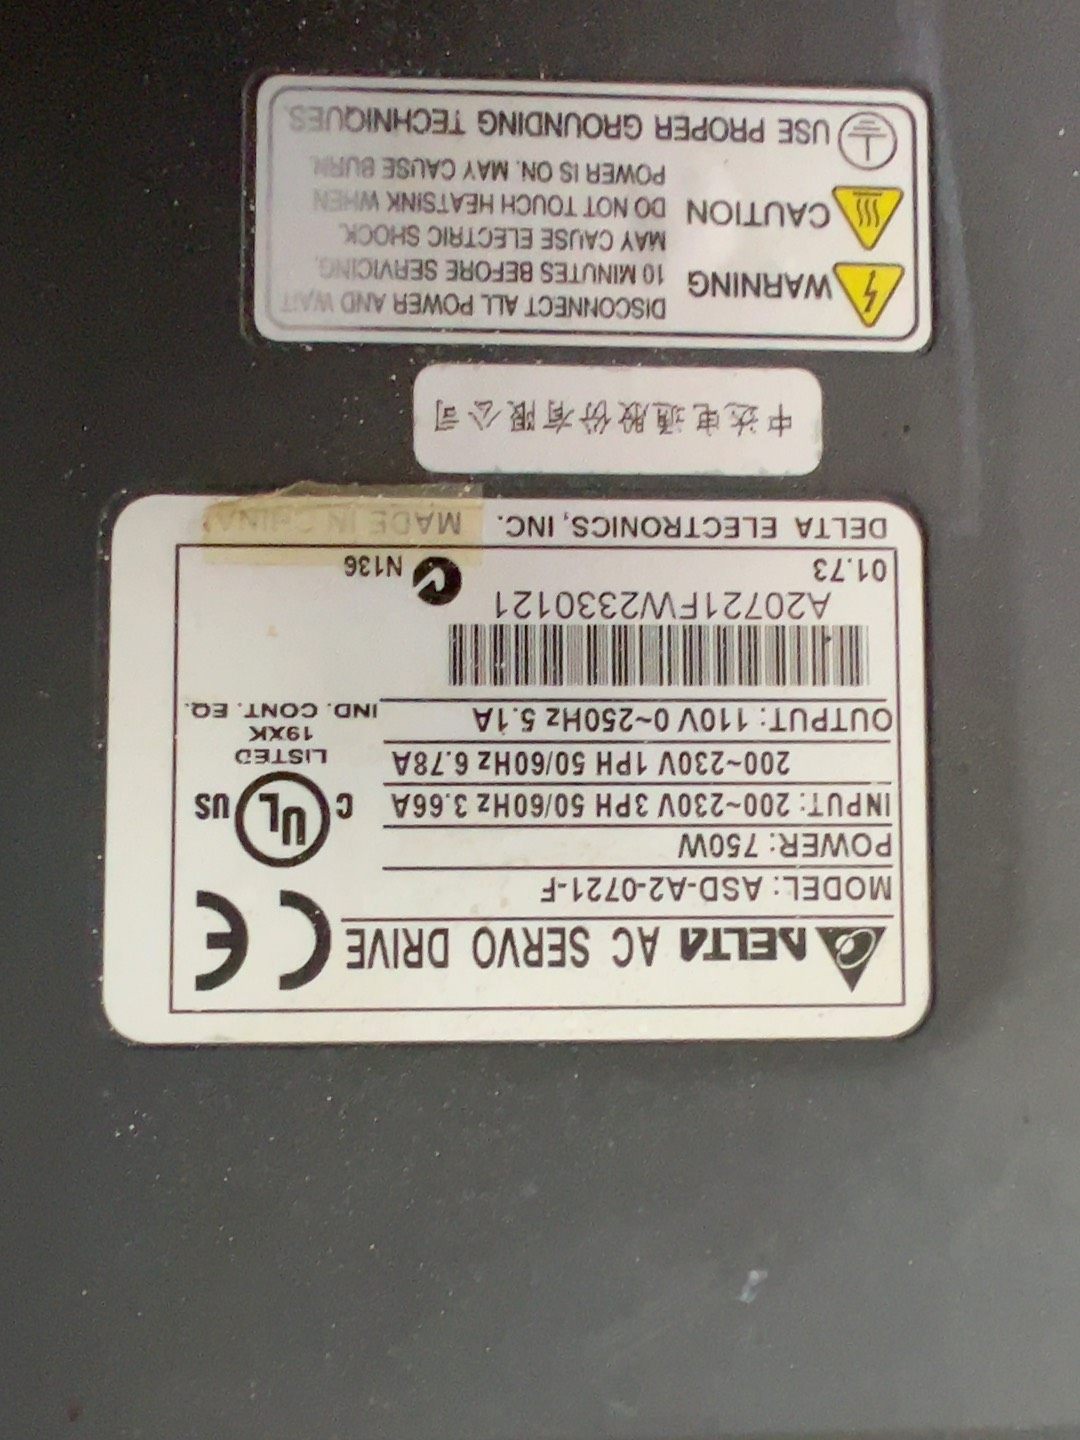 DELTA AC SERVO DRIVE
CE
MODEL: ASD-A2-0721-F
POWER: 750W
INPUT: 200~230V 3PH 50/60Hz 3.66A
200~230V 1PH 50/60Hz 6.78A
OUTPUT: 110V 0~250Hz 5.1A
C UL US
LISTED
19XK
IND. CONT. EQ.
A20721FW2330121
01.73
N136
DELTA ELECTRONICS, INC. MADE IN CHINA
中达电通股份有限公司
WARNING
DISCONNECT ALL POWER AND WAIT
10 MINUTES BEFORE SERVICING.
MAY CAUSE ELECTRIC SHOCK.
CAUTION
DO NOT TOUCH HEATSINK WHEN
POWER IS ON. MAY CAUSE BURN.
USE PROPER GROUNDING TECHNIQUES.